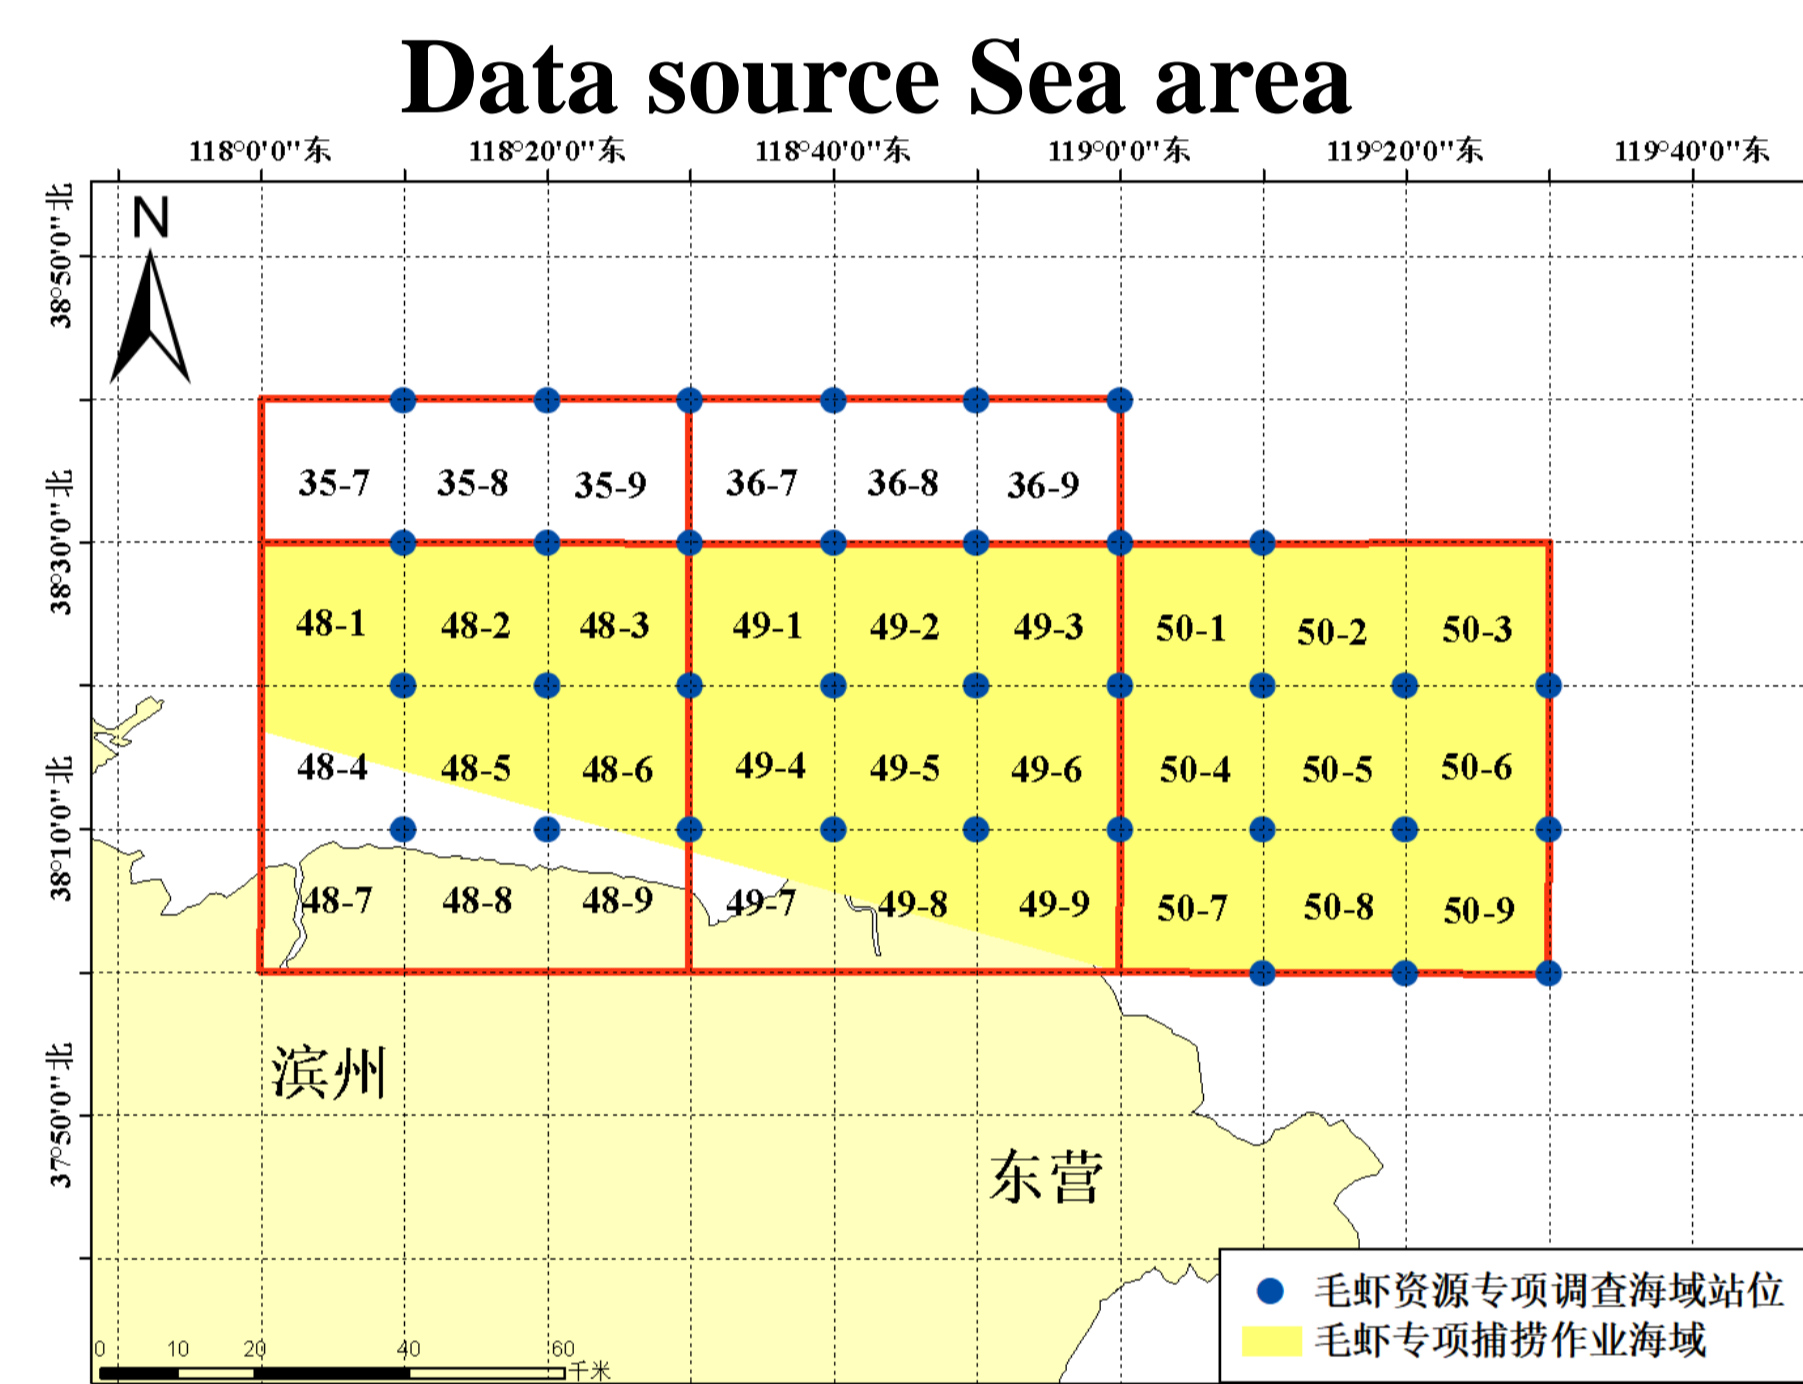 Data source Sea area
118°0'0"东 118°20'0"东 118°40'0"东 119°0'0"东 119°20'0"东 119°40'0"东
38°50'0"北
N
35-7 35-8 35-9 36-7 36-8 36-9
38°30'0"北
48-1 48-2 48-3 49-1 49-2 49-3 50-1 50-2 50-3
48-4 48-5 48-6 49-4 49-5 49-6 50-4 50-5 50-6
38°10'0"北
48-7 48-8 48-9 49-7 49-8 49-9 50-7 50-8 50-9
滨州
37°50'0"北
东营
毛虾资源专项调查海域站位
毛虾专项捕捞作业海域
0 10 20 40 60
千米